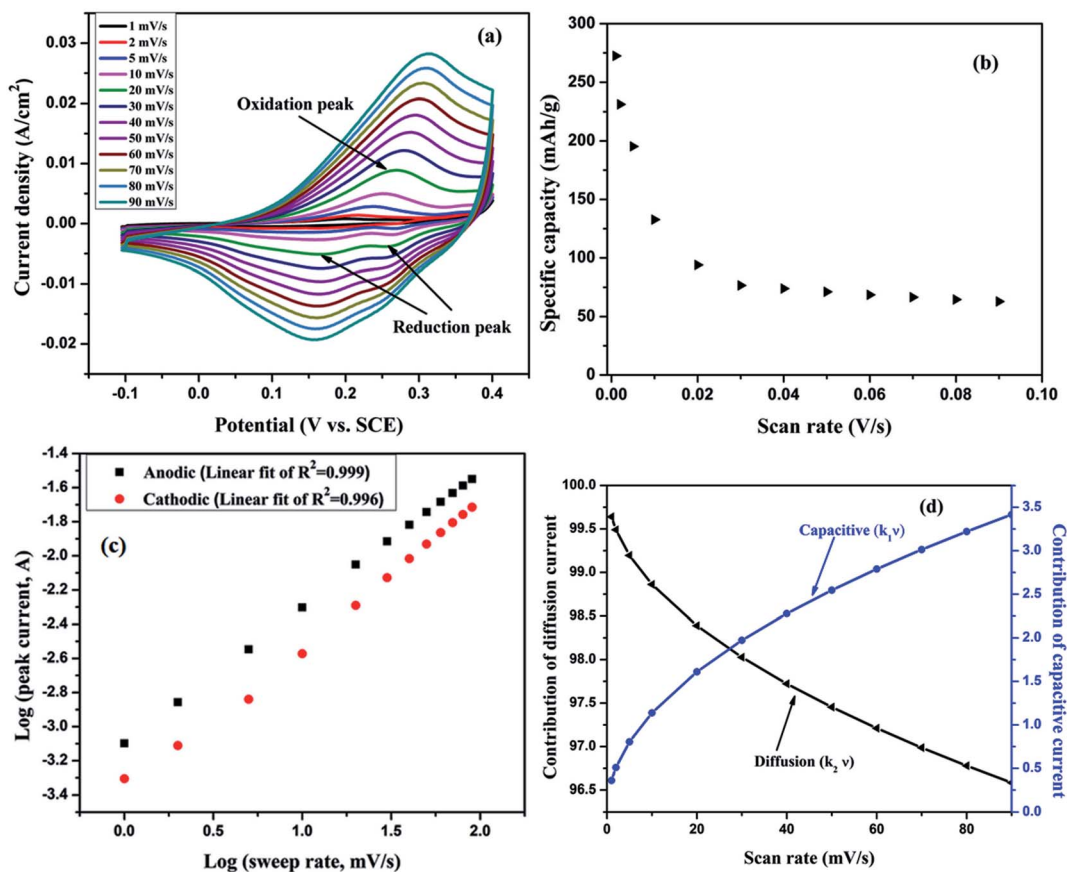 (a)
1 mV/s
2 mV/s
5 mV/s
10 mV/s
20 mV/s
30 mV/s
40 mV/s
50 mV/s
60 mV/s
70 mV/s
80 mV/s
90 mV/s
Oxidation peak
Reduction peak
Current density (A/cm²)
0.03
0.02
0.01
0.00
-0.01
-0.02
-0.1 0.0 0.1 0.2 0.3 0.4
Potential (V vs. SCE)
(b)
Specific capacity (mAh/g)
300
250
200
150
100
50
0
0.00 0.02 0.04 0.06 0.08 0.10
Scan rate (V/s)
(c)
Anodic (Linear fit of R²=0.999)
Cathodic (Linear fit of R²=0.996)
Log (peak current, A)
-1.4
-1.6
-1.8
-2.0
-2.2
-2.4
-2.6
-2.8
-3.0
-3.2
-3.4
0.0 0.5 1.0 1.5 2.0
Log (sweep rate, mV/s)
(d)
Capacitive (k₁ν)
Diffusion (k₂ ν)
Contribution of diffusion current
100.0
99.5
99.0
98.5
98.0
97.5
97.0
96.5
Contribution of capacitive current
3.5
3.0
2.5
2.0
1.5
1.0
0.5
0.0
0 20 40 60 80
Scan rate (mV/s)